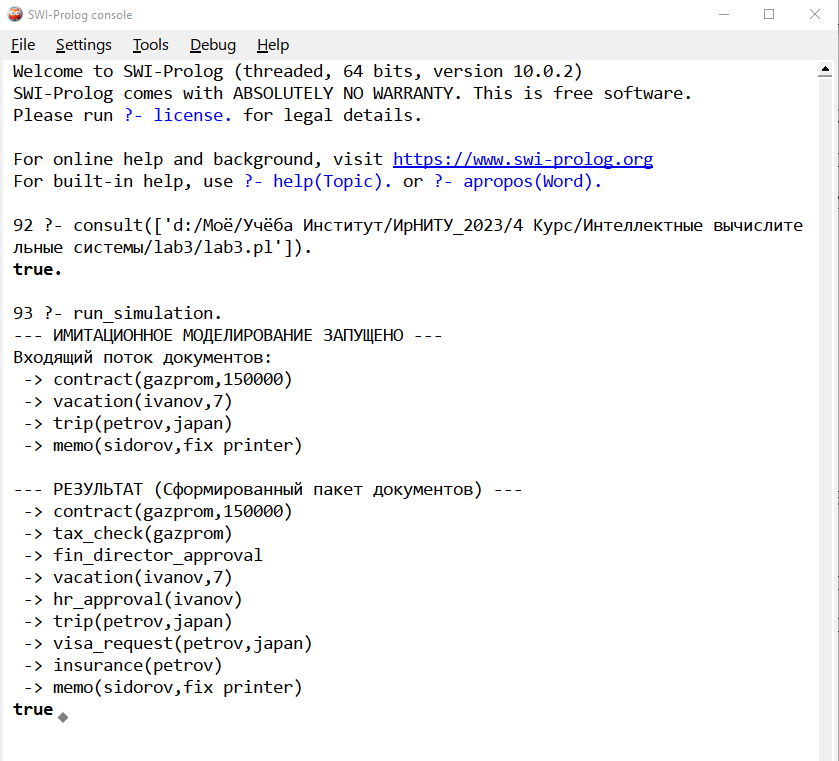 SWI-Prolog console
File Settings Tools Debug Help
Welcome to SWI-Prolog (threaded, 64 bits, version 10.0.2)
SWI-Prolog comes with ABSOLUTELY NO WARRANTY. This is free software.
Please run ?- license. for legal details.
For online help and background, visit https://www.swi-prolog.org
For built-in help, use ?- help(Topic). or ?- apropos(Word).
92 ?- consult(['d:/Моё/Учёба Институт/ИрНИТУ_2023/4 Курс/Интеллектные вычислите
льные системы/lab3/lab3.pl']).
true.
93 ?- run_simulation.
--- ИМИТАЦИОННОЕ МОДЕЛИРОВАНИЕ ЗАПУЩЕНО ---
Входящий поток документов:
-> contract(gazprom,150000)
-> vacation(ivanov,7)
-> trip(petrov,japan)
-> memo(sidorov,fix printer)
--- РЕЗУЛЬТАТ (Сформированный пакет документов) ---
-> contract(gazprom,150000)
-> tax_check(gazprom)
-> fin_director_approval
-> vacation(ivanov,7)
-> hr_approval(ivanov)
-> trip(petrov,japan)
-> visa_request(petrov,japan)
-> insurance(petrov)
-> memo(sidorov,fix printer)
true